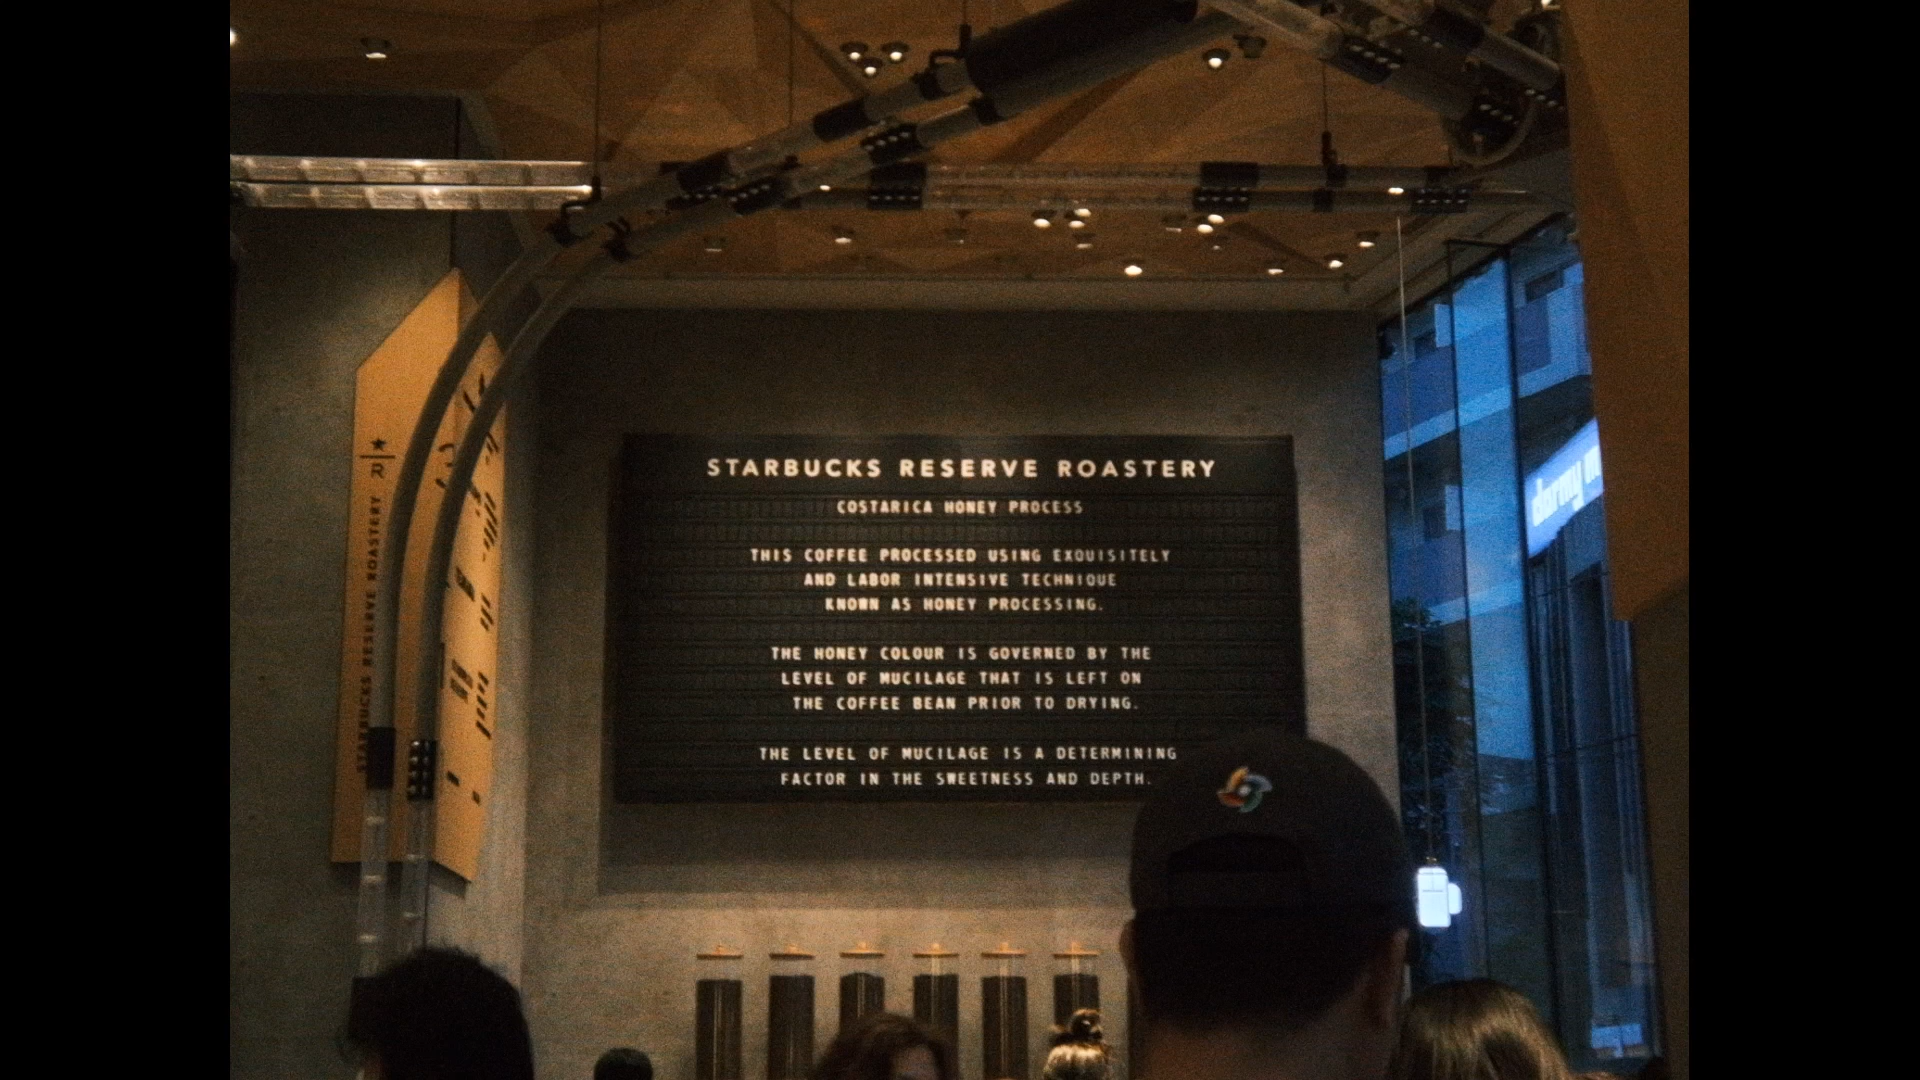 STARBUCKS RESERVE ROASTERY
COSTARICA HONEY PROCESS
THIS COFFEE PROCESSED USING EXQUISITELY
AND LABOR INTENSIVE TECHNIQUE
KNOWN AS HONEY PROCESSING.
THE HONEY COLOUR IS GOVERNED BY THE
LEVEL OF MUCILAGE THAT IS LEFT ON
THE COFFEE BEAN PRIOR TO DRYING.
THE LEVEL OF MUCILAGE IS A DETERMINING
FACTOR IN THE SWEETNESS AND DEPTH.
R
STARBUCKS RESERVE ROASTERY